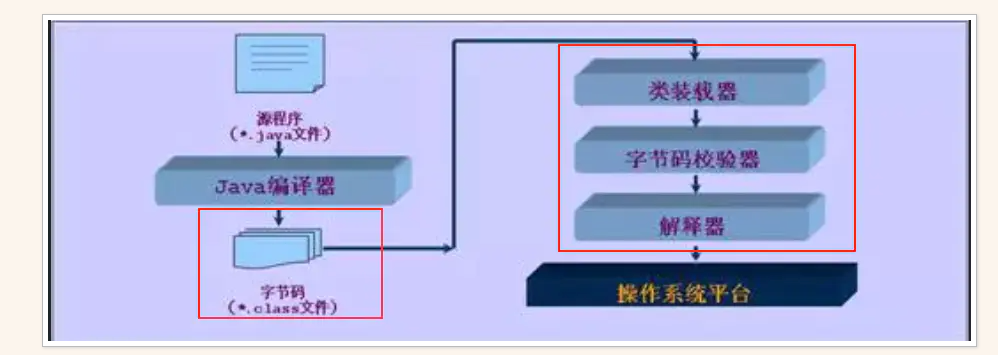 源程序
(*.java文件)
Java编译器
字节码
(*.class文件)
类装载器
字节码校验器
解释器
操作系统平台